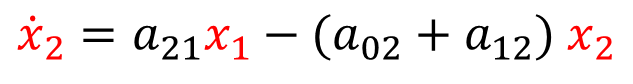 ẋ₂ = a₂₁x₁ − (a₀₂ + a₁₂) x₂